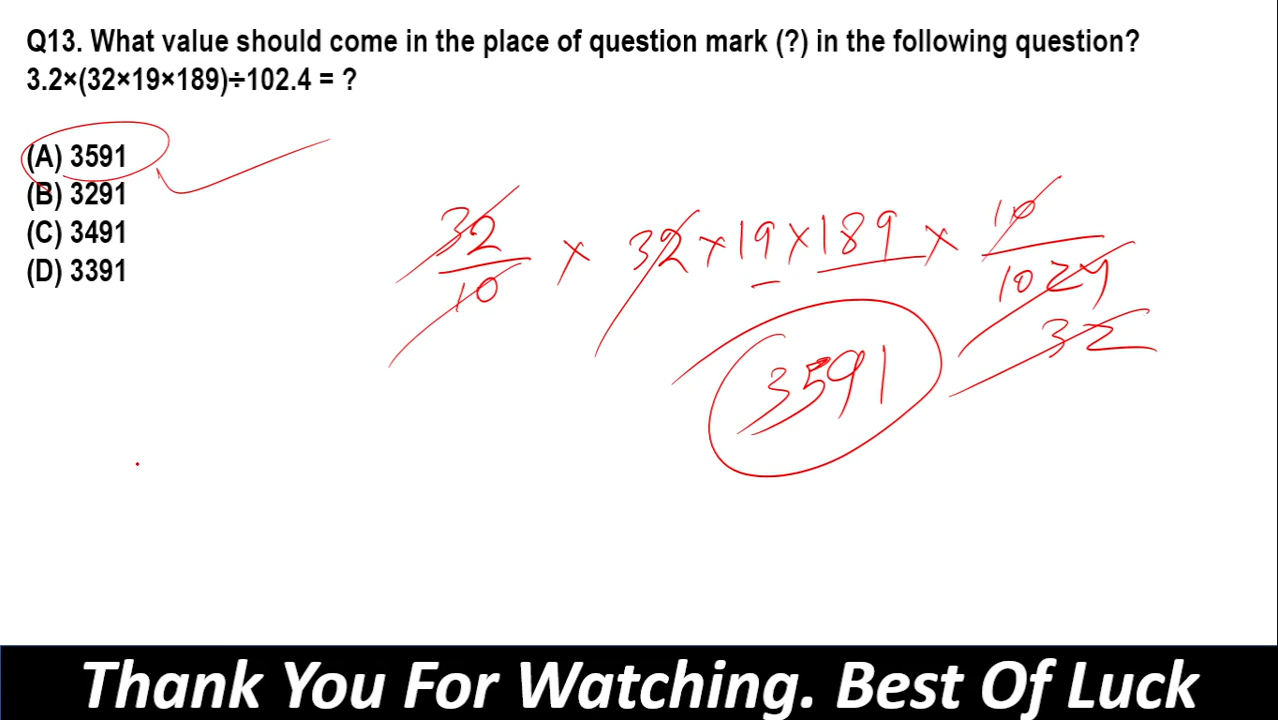 Q13. What value should come in the place of question mark (?) in the following question?
3.2×(32×19×189)÷102.4 = ?
(A) 3591
(B) 3291
(C) 3491
(D) 3391
32/10 × 32 × 19 × 189 × 10/1024
32
3591
Thank You For Watching. Best Of Luck